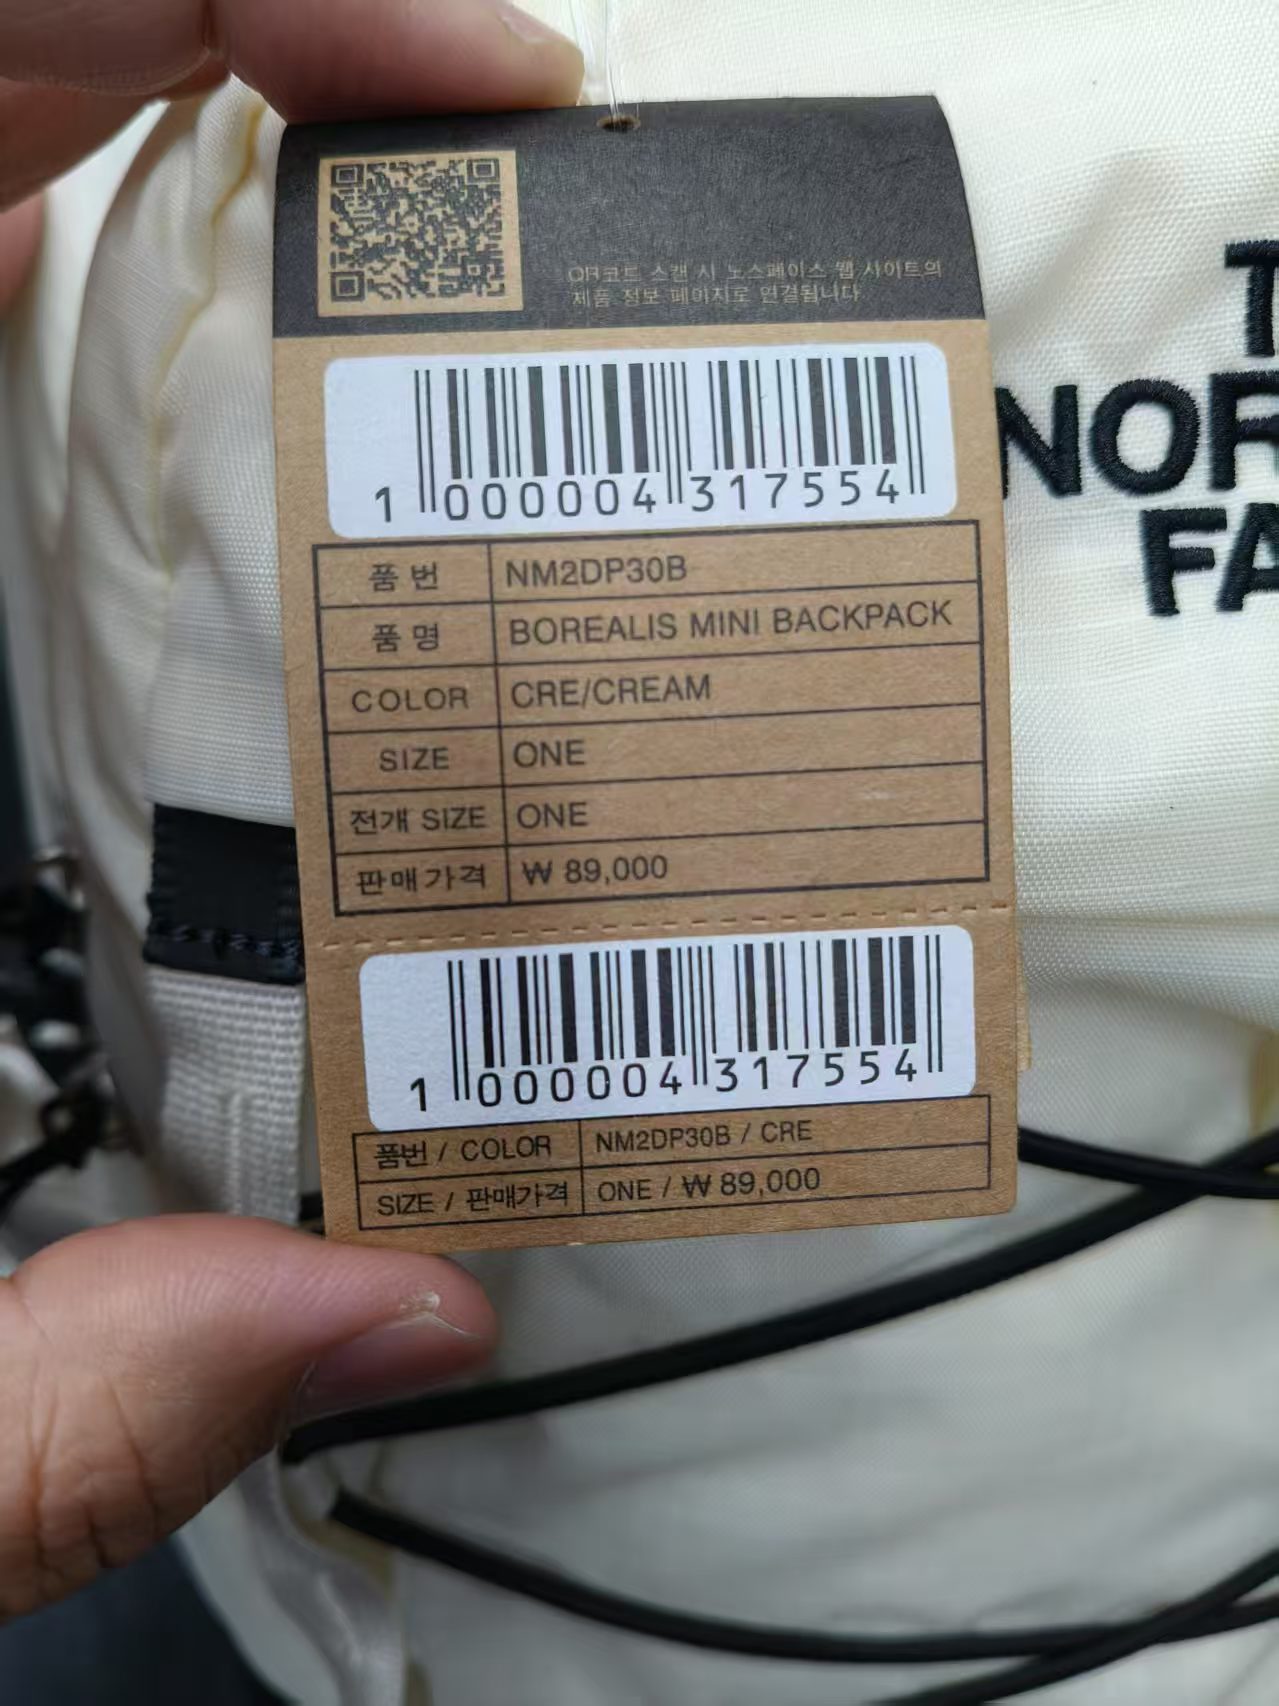 QR코드 스캔 시 노스페이스 웹 사이트의
제품 정보 페이지로 연결됩니다
1 000004 317554
품번 NM2DP30B
품명 BOREALIS MINI BACKPACK
COLOR CRE/CREAM
SIZE ONE
전개 SIZE ONE
판매가격 ₩ 89,000
1 000004 317554
품번 / COLOR NM2DP30B / CRE
SIZE / 판매가격 ONE / ₩ 89,000
T
NOR
FA